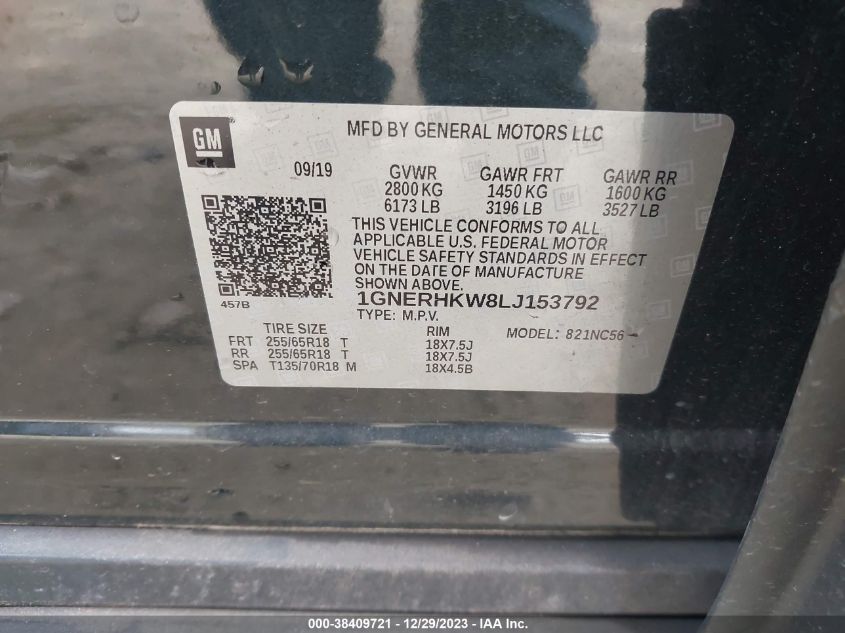 GM
MFD BY GENERAL MOTORS LLC
09/19
GVWR GAWR FRT GAWR RR
2800 KG 1450 KG 1600 KG
6173 LB 3196 LB 3527 LB
THIS VEHICLE CONFORMS TO ALL
APPLICABLE U.S. FEDERAL MOTOR
VEHICLE SAFETY STANDARDS IN EFFECT
ON THE DATE OF MANUFACTURE
SHOWN ABOVE.
457B
1GNERHKW8LJ153792
TYPE: M.P.V. MODEL: 821NC56
TIRE SIZE RIM
FRT 255/65R18 T 18X7.5J
RR 255/65R18 T 18X7.5J
SPA T135/70R18 M 18X4.5B
000-38409721 - 12/29/2023 - IAA Inc.